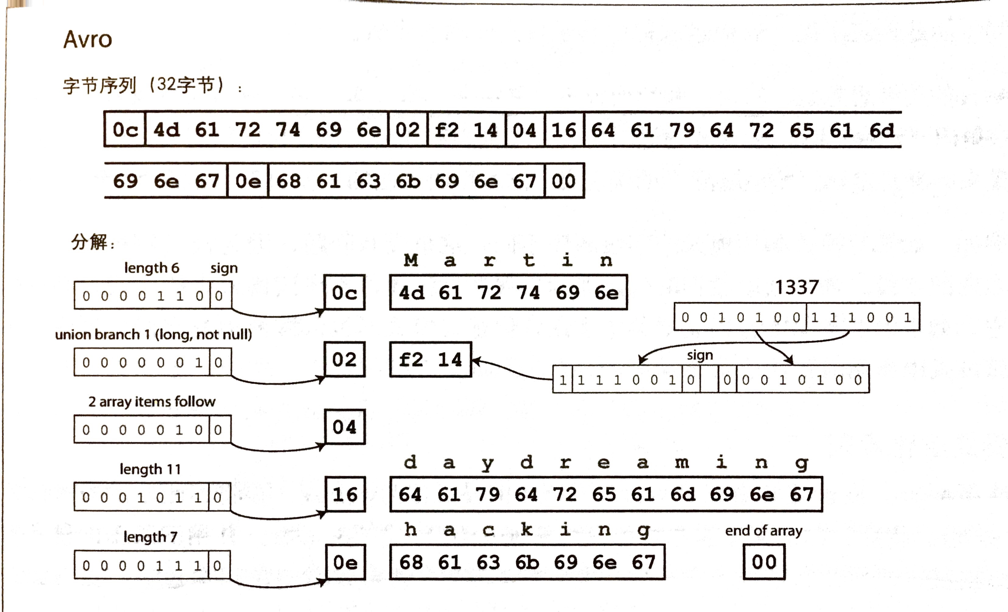 Avro
字节序列（32字节）：
0c 4d 61 72 74 69 6e 02 f2 14 04 16 64 61 79 64 72 65 61 6d
69 6e 67 0e 68 61 63 6b 69 6e 67 00
分解：
length 6 sign
0 0 0 0 1 1 0 0
0c
M a r t i n
4d 61 72 74 69 6e
1337
0 0 1 0 1 0 0 1 1 1 0 0 1
union branch 1 (long, not null)
0 0 0 0 0 0 1 0
02
f2 14
sign
1 1 1 1 0 0 1 0 0 0 0 1 0 1 0 0
2 array items follow
0 0 0 0 0 1 0 0
04
length 11
0 0 0 1 0 1 1 0
16
d a y d r e a m i n g
64 61 79 64 72 65 61 6d 69 6e 67
length 7
0 0 0 0 1 1 1 0
0e
h a c k i n g
68 61 63 6b 69 6e 67
end of array
00